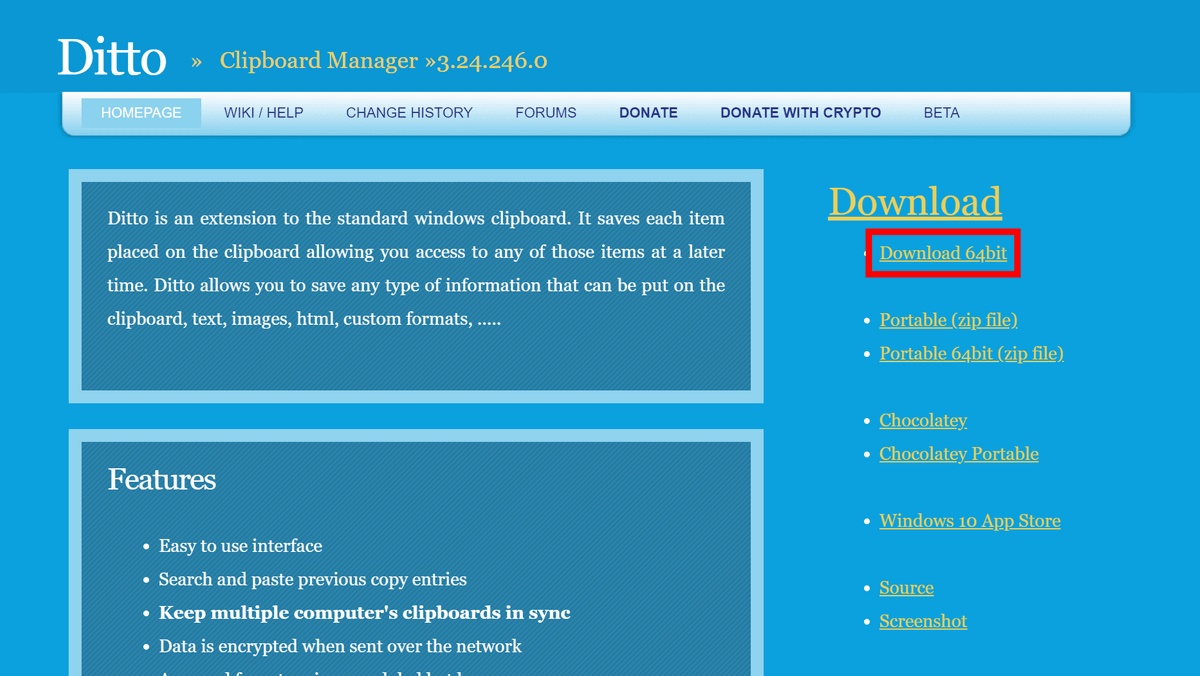 Ditto » Clipboard Manager »3.24.246.0
HOMEPAGE WIKI / HELP CHANGE HISTORY FORUMS DONATE DONATE WITH CRYPTO BETA
Ditto is an extension to the standard windows clipboard. It saves each item
placed on the clipboard allowing you access to any of those items at a later
time. Ditto allows you to save any type of information that can be put on the
clipboard, text, images, html, custom formats, .....
Features
• Easy to use interface
• Search and paste previous copy entries
• Keep multiple computer's clipboards in sync
• Data is encrypted when sent over the network
Download
• Download 64bit
• Portable (zip file)
• Portable 64bit (zip file)
• Chocolatey
• Chocolatey Portable
• Windows 10 App Store
• Source
• Screenshot